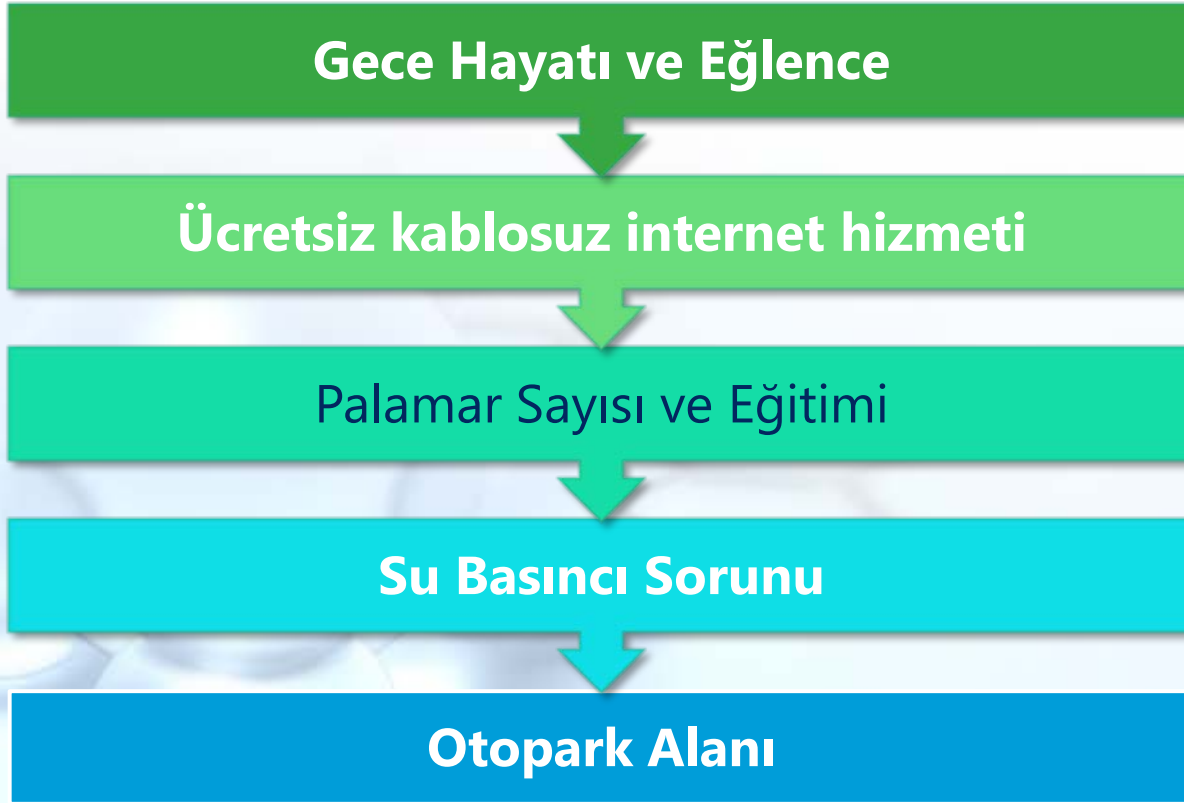 Gece Hayatı ve Eğlence
Ücretsiz kablosuz internet hizmeti
Palamar Sayısı ve Eğitimi
Su Basıncı Sorunu
Otopark Alanı